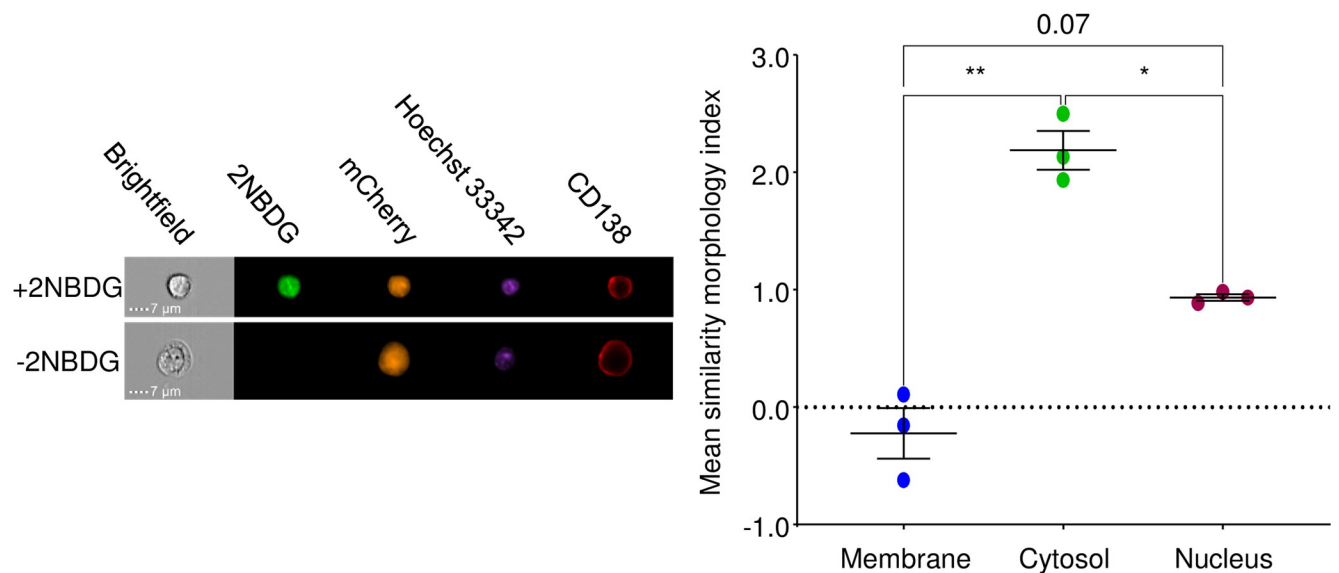 Brightfield
2NBDG
mCherry
Hoechst 33342
CD138
+2NBDG
7 µm
-2NBDG
7 µm
Mean similarity morphology index
0.07
** *
3.0
2.0
1.0
0.0
-1.0
Membrane Cytosol Nucleus